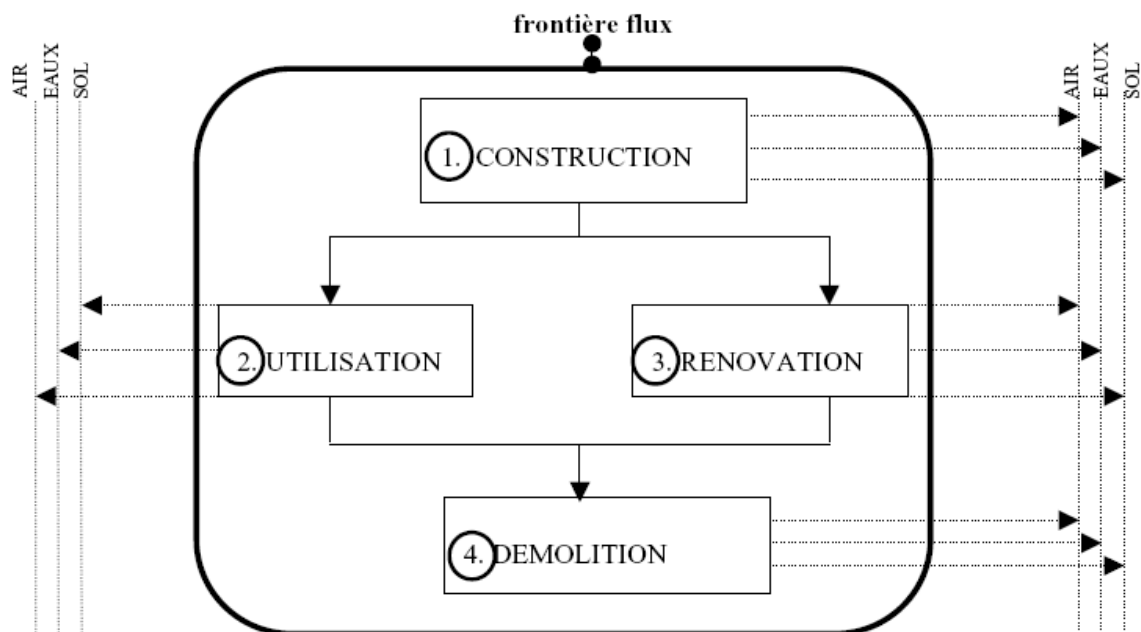 frontière flux
AIR
EAUX
SOL
AIR
EAUX
SOL
1. CONSTRUCTION
2. UTILISATION
3. RENOVATION
4. DEMOLITION